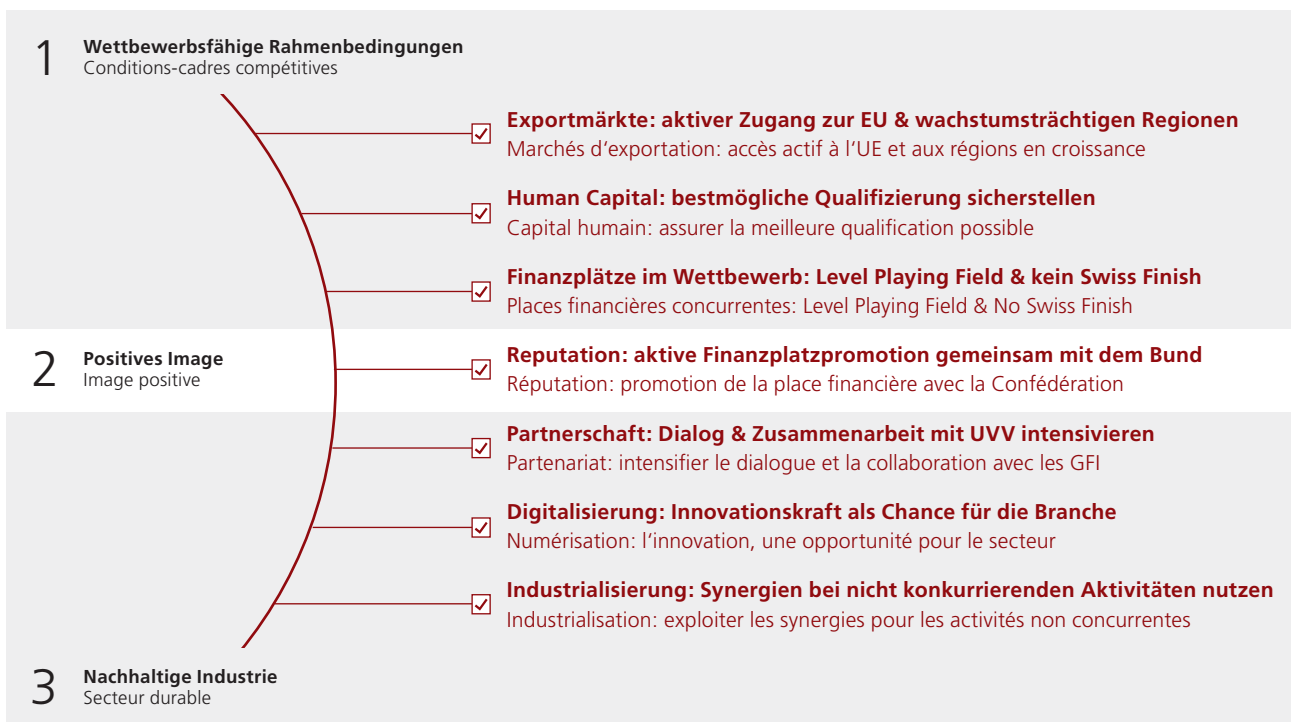 1
Wettbewerbsfähige Rahmenbedingungen
Conditions-cadres compétitives
Exportmärkte: aktiver Zugang zur EU & wachstumsträchtigen Regionen
Marchés d‘exportation: accès actif à l‘UE et aux régions en croissance
Human Capital: bestmögliche Qualifizierung sicherstellen
Capital humain: assurer la meilleure qualification possible
Finanzplätze im Wettbewerb: Level Playing Field & kein Swiss Finish
Places financières concurrentes: Level Playing Field & No Swiss Finish
2
Positives Image
Image positive
Reputation: aktive Finanzplatzpromotion gemeinsam mit dem Bund
Réputation: promotion de la place financière avec la Confédération
Partnerschaft: Dialog & Zusammenarbeit mit UVV intensivieren
Partenariat: intensifier le dialogue et la collaboration avec les GFI
Digitalisierung: Innovationskraft als Chance für die Branche
Numérisation: l‘innovation, une opportunité pour le secteur
Industrialisierung: Synergien bei nicht konkurrierenden Aktivitäten nutzen
Industrialisation: exploiter les synergies pour les activités non concurrentes
3
Nachhaltige Industrie
Secteur durable